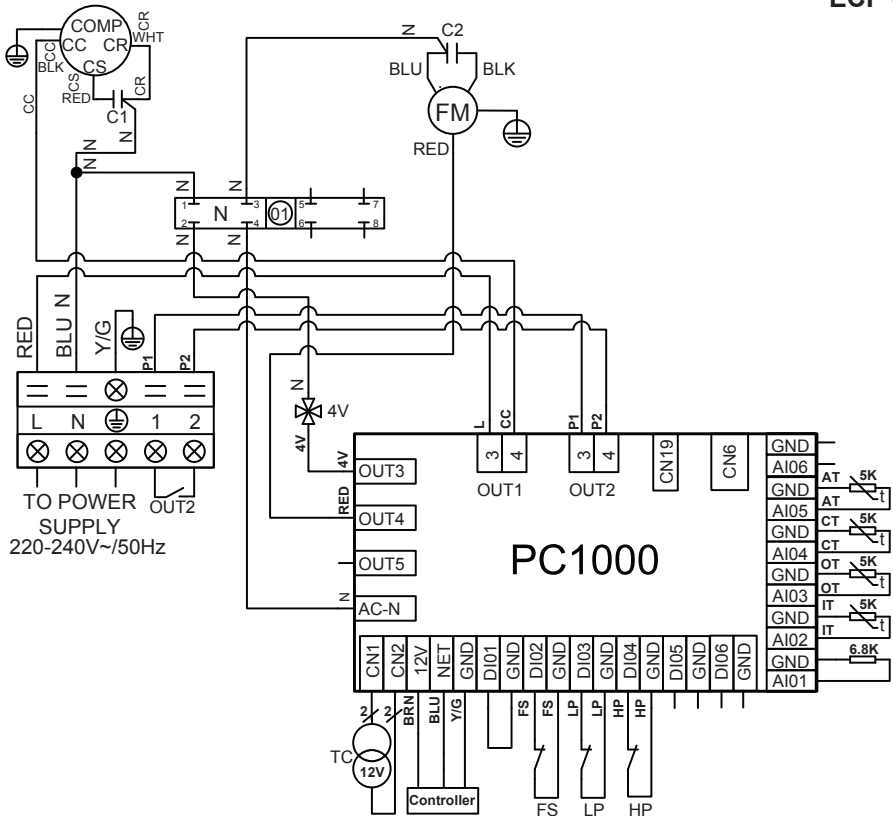 COMP
CC CR
CS
CC
BLK
CR
WHT
CS
RED
CR
C1
CC
N
N
N
N
C2
BLU BLK
FM
RED
N
N
1 3 5 7
N 01
2 4 6 8
N
N
RED
BLU N
Y/G
P1
P2
L N 1 2
TO POWER
SUPPLY
220-240V~/50Hz
OUT2
N
4V
4V
L
CC
P1
P2
3 4
OUT1
3 4
OUT2
CN19
CN6
4V
OUT3
RED
OUT4
OUT5
N
AC-N
PC1000
GND
AI06
GND
AI05
GND
AI04
GND
AI03
GND
AI02
GND
AI01
AT 5K
AT t
CT 5K
CT t
OT 5K
OT t
IT 5K
IT t
6.8K
CN1
CN2
12V
NET
GND
DI01
GND
DI02
GND
DI03
GND
DI04
GND
DI05
GND
DI06
GND
2 2
BRN
BLU
Y/G
FS
FS
LP
LP
HP
HP
TC
12V
Controller
FS LP HP